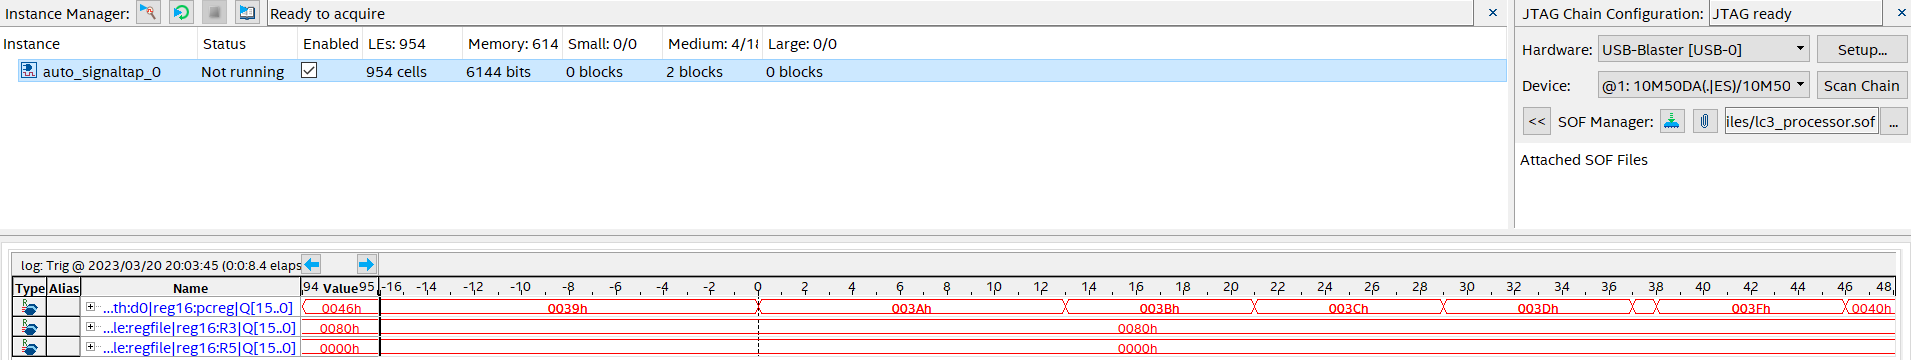 Instance Manager: Ready to acquire × JTAG Chain Configuration: JTAG ready ×
Instance Status Enabled LEs: 954 Memory: 614 Small: 0/0 Medium: 4/18 Large: 0/0
auto_signaltap_0 Not running 954 cells 6144 bits 0 blocks 2 blocks 0 blocks
Hardware: USB-Blaster [USB-0] Setup...
Device: @1: 10M50DA(.|ES)/10M50 Scan Chain
<< SOF Manager: iles/lc3_processor.sof ...
Attached SOF Files
log: Trig @ 2023/03/20 20:03:45 (0:0:8.4 elaps
Type Alias Name 94 Value 95 -16 -14 -12 -10 -8 -6 -4 -2 0 2 4 6 8 10 12 14 16 18 20 22 24 26 28 30 32 34 36 38 40 42 44 46 48
...th:d0|reg16:pcreg|Q[15..0] 0046h 0039h 003Ah 003Bh 003Ch 003Dh 003Fh 0040h
...le:regfile|reg16:R3|Q[15..0] 0080h 0080h
...le:regfile|reg16:R5|Q[15..0] 0000h 0000h